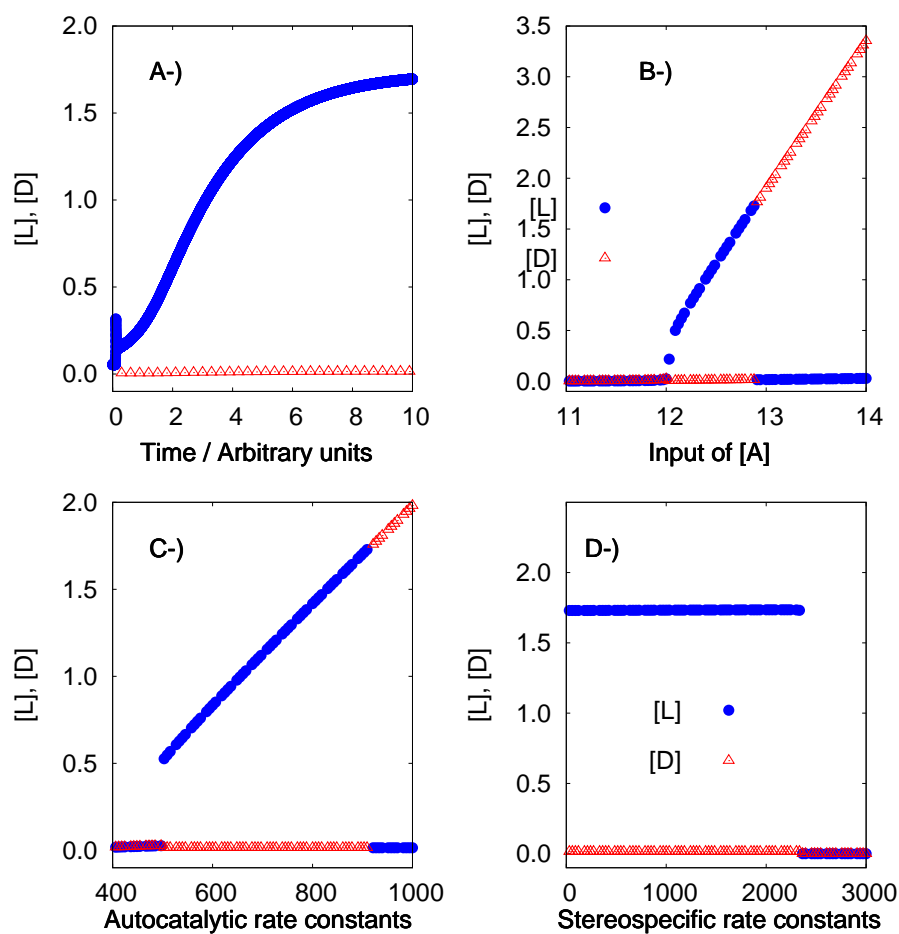 A-)
2.0
1.5
1.0
0.5
0.0
[L], [D]
0 2 4 6 8 10
Time / Arbitrary units
B-)
3.5
3.0
2.5
2.0
1.5
1.0
0.5
0.0
[L], [D]
[L]
[D]
11 12 13 14
Input of [A]
C-)
2.0
1.5
1.0
0.5
0.0
[L], [D]
400 600 800 1000
Autocatalytic rate constants
D-)
2.0
1.5
1.0
0.5
0.0
[L], [D]
[L]
[D]
0 1000 2000 3000
Stereospecific rate constants